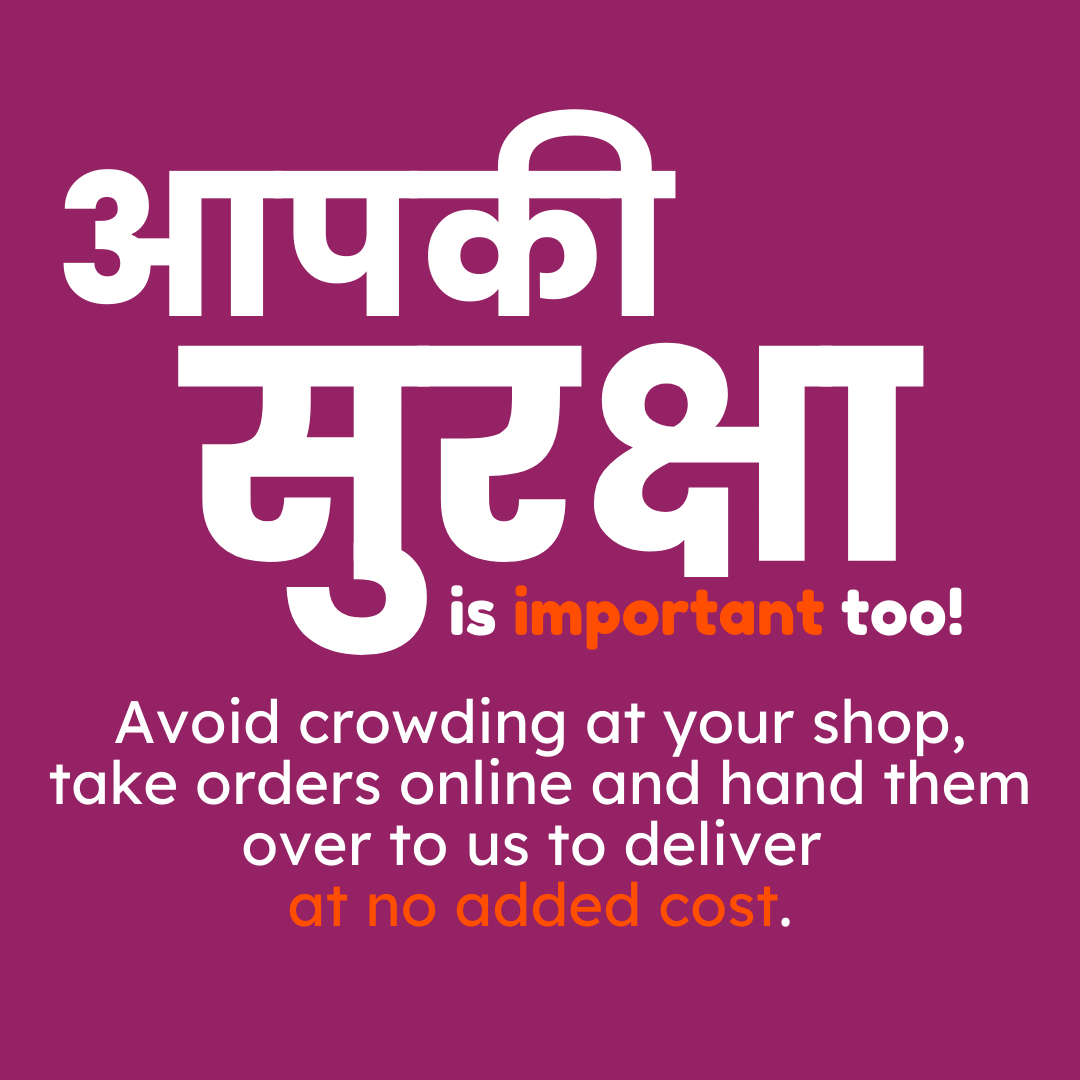 आपकी
सुरक्षा
is important too!
Avoid crowding at your shop,
take orders online and hand them
over to us to deliver
at no added cost.